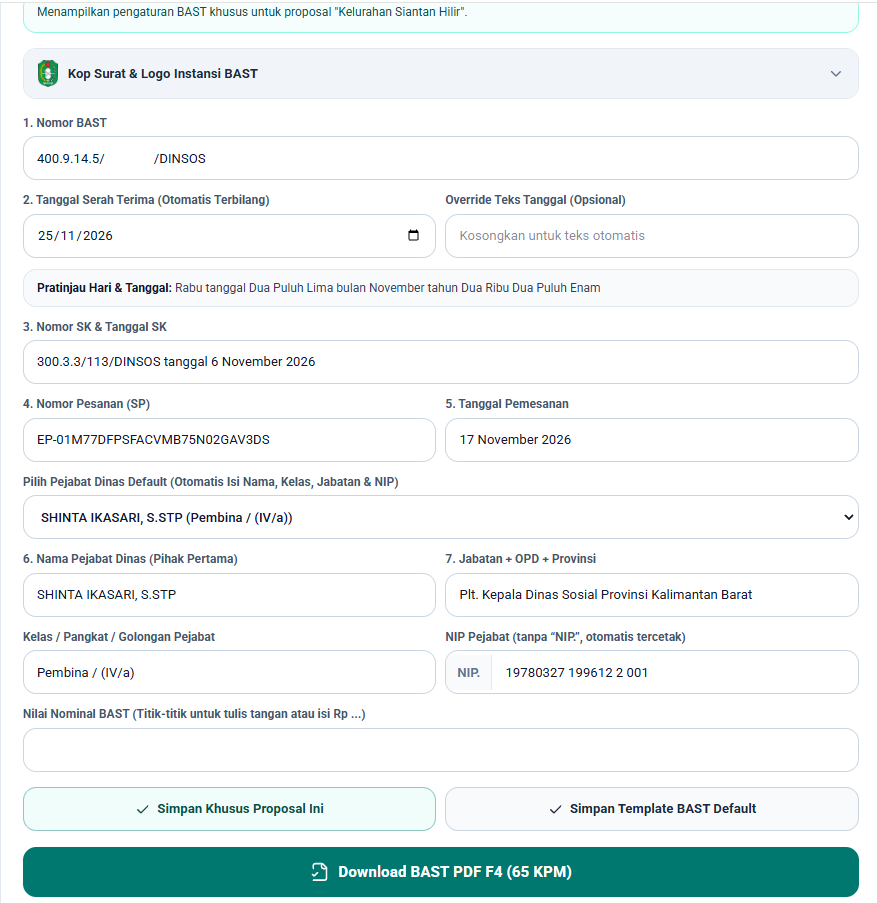 Menampilkan pengaturan BAST khusus untuk proposal "Kelurahan Siantan Hilir".
Kop Surat & Logo Instansi BAST
1. Nomor BAST
400.9.14.5/ /DINSOS
2. Tanggal Serah Terima (Otomatis Terbilang)
Override Teks Tanggal (Opsional)
25/11/2026
Kosongkan untuk teks otomatis
Pratinjau Hari & Tanggal: Rabu tanggal Dua Puluh Lima bulan November tahun Dua Ribu Dua Puluh Enam
3. Nomor SK & Tanggal SK
300.3.3/113/DINSOS tanggal 6 November 2026
4. Nomor Pesanan (SP)
5. Tanggal Pemesanan
EP-01M77DFPSFACVMB75N02GAV3DS
17 November 2026
Pilih Pejabat Dinas Default (Otomatis Isi Nama, Kelas, Jabatan & NIP)
SHINTA IKASARI, S.STP (Pembina / (IV/a))
6. Nama Pejabat Dinas (Pihak Pertama)
7. Jabatan + OPD + Provinsi
SHINTA IKASARI, S.STP
Plt. Kepala Dinas Sosial Provinsi Kalimantan Barat
Kelas / Pangkat / Golongan Pejabat
NIP Pejabat (tanpa “NIP.”, otomatis tercetak)
Pembina / (IV/a)
NIP. 19780327 199612 2 001
Nilai Nominal BAST (Titik-titik untuk tulis tangan atau isi Rp ...)
Simpan Khusus Proposal Ini
Simpan Template BAST Default
Download BAST PDF F4 (65 KPM)